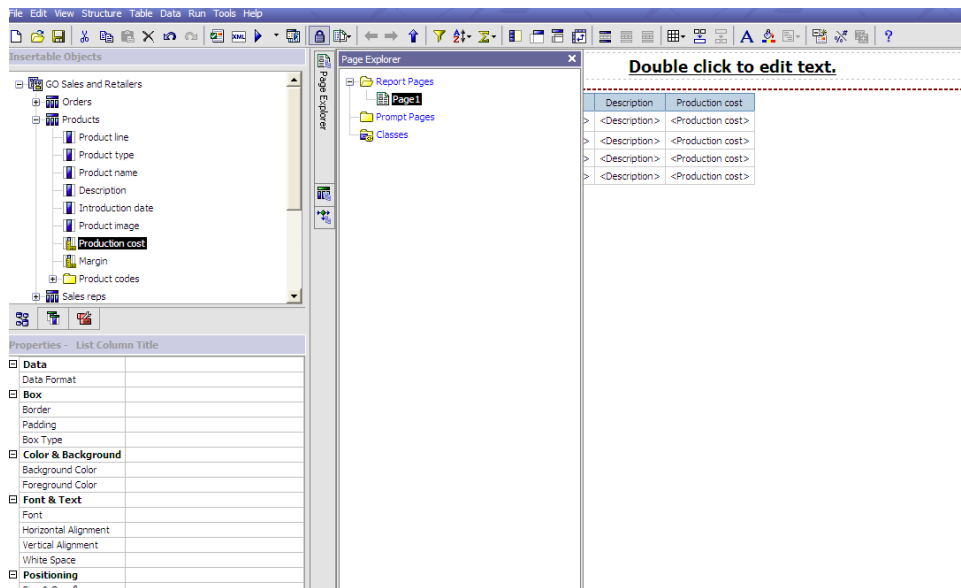 File Edit View Structure Table Data Run Tools Help
Insertable Objects
GO Sales and Retailers
Orders
Products
Product line
Product type
Product name
Description
Introduction date
Product image
Production cost
Margin
Product codes
Sales reps
Properties - List Column Title
Data
Data Format
Box
Border
Padding
Box Type
Color & Background
Background Color
Foreground Color
Font & Text
Font
Horizontal Alignment
Vertical Alignment
White Space
Positioning
Page Explorer
Page Explorer
Report Pages
Page1
Prompt Pages
Classes
Double click to edit text.
Description Production cost
> <Description> <Production cost>
> <Description> <Production cost>
> <Description> <Production cost>
> <Description> <Production cost>